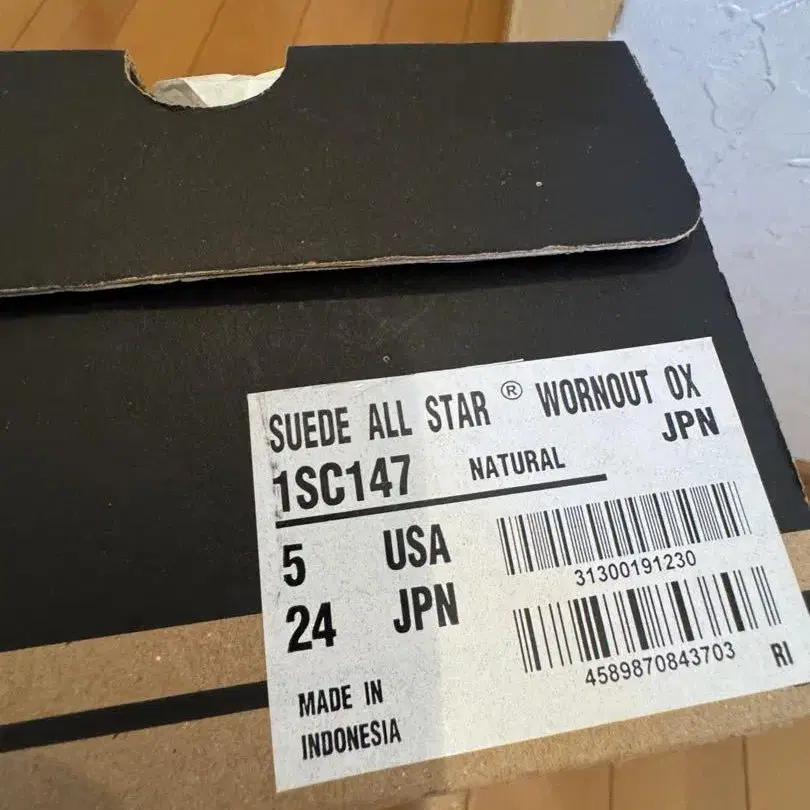 SUEDE ALL STAR ® WORNOUT OX
JPN
1SC147 NATURAL
5 USA
24 JPN
31300191230
4589870843703 RI
MADE IN
INDONESIA